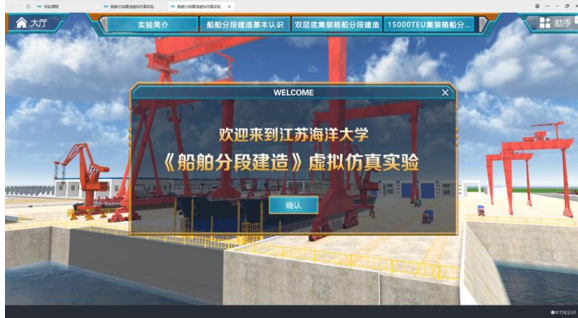 大厅
实验简介
船舶分段建造基本认识
双层底集装箱船分段建造
15000TEU集装箱船分...
助手
WELCOME
欢迎来到江苏海洋大学
《船舶分段建造》虚拟仿真实验
确认